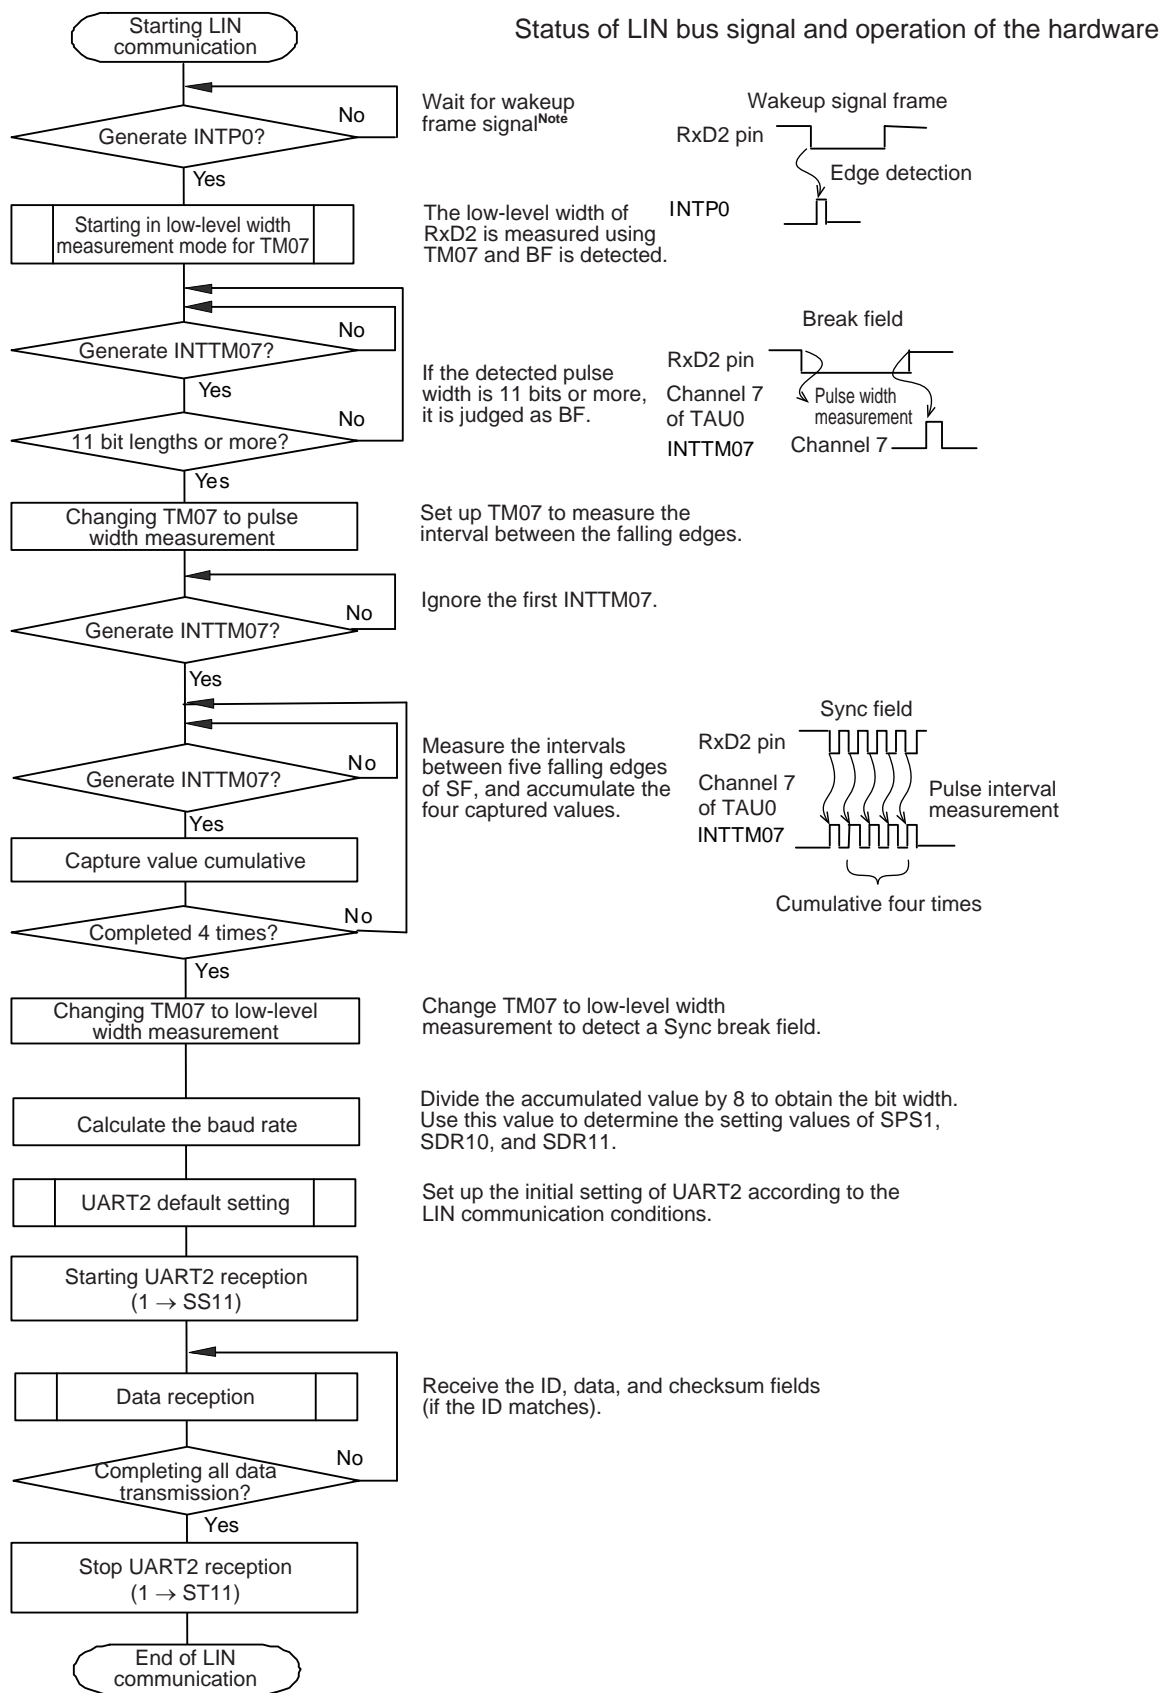 Starting LIN
communication
Status of LIN bus signal and operation of the hardware
No
Generate INTP0?
Yes
Wait for wakeup
frame signalNote
Wakeup signal frame
RxD2 pin
Edge detection
INTP0
Starting in low-level width
measurement mode for TM07
The low-level width of
RxD2 is measured using
TM07 and BF is detected.
No
Generate INTTM07?
Yes
No
11 bit lengths or more?
Yes
If the detected pulse
width is 11 bits or more,
it is judged as BF.
Break field
RxD2 pin
Channel 7
of TAU0
INTTM07
Pulse width
measurement
Channel 7
Changing TM07 to pulse
width measurement
Set up TM07 to measure the
interval between the falling edges.
No
Generate INTTM07?
Yes
Ignore the first INTTM07.
No
Generate INTTM07?
Yes
Capture value cumulative
No
Completed 4 times?
Yes
Measure the intervals
between five falling edges
of SF, and accumulate the
four captured values.
Sync field
RxD2 pin
Channel 7
of TAU0
INTTM07
Pulse interval
measurement
Cumulative four times
Changing TM07 to low-level
width measurement
Change TM07 to low-level width
measurement to detect a Sync break field.
Calculate the baud rate
Divide the accumulated value by 8 to obtain the bit width.
Use this value to determine the setting values of SPS1,
SDR10, and SDR11.
UART2 default setting
Set up the initial setting of UART2 according to the
LIN communication conditions.
Starting UART2 reception
(1 → SS11)
Data reception
Receive the ID, data, and checksum fields
(if the ID matches).
No
Completing all data
transmission?
Yes
Stop UART2 reception
(1 → ST11)
End of LIN
communication